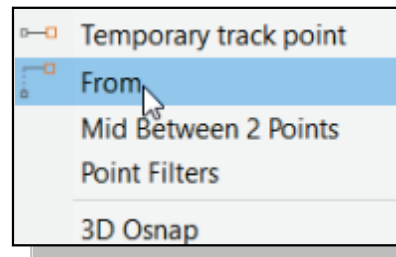 Temporary track point
From
Mid Between 2 Points
Point Filters
3D Osnap